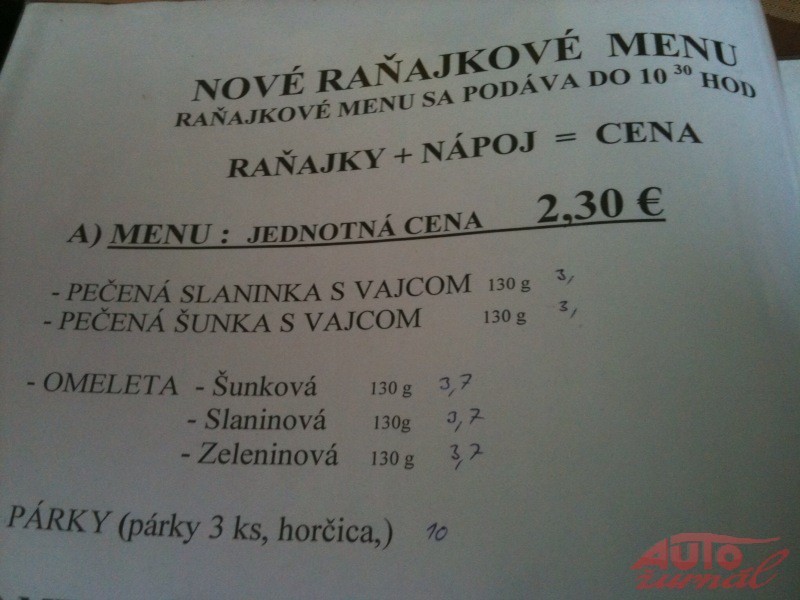 NOVÉ RAŇAJKOVÉ MENU
RAŇAJKOVÉ MENU SA PODÁVA DO 10 30 HOD
RAŇAJKY + NÁPOJ = CENA
A) MENU : JEDNOTNÁ CENA 2,30 €
- PEČENÁ SLANINKA S VAJCOM 130 g 3,
- PEČENÁ ŠUNKA S VAJCOM 130 g 3,
- OMELETA - Šunková 130 g 3,7
- Slaninová 130g 3,7
- Zeleninová 130 g 3,7
PÁRKY (párky 3 ks, horčica,) 10
AUTO
žurnál